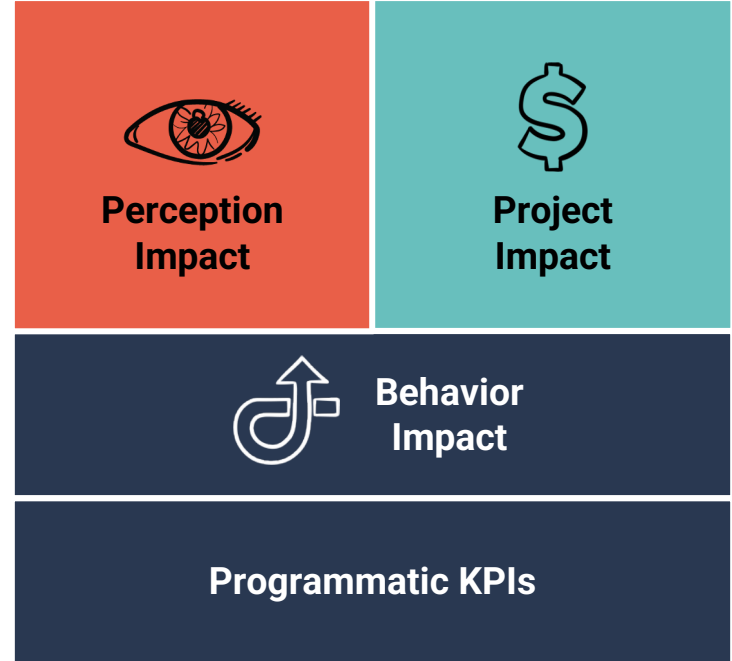 Perception
Impact
Project
Impact
Behavior
Impact
Programmatic KPIs